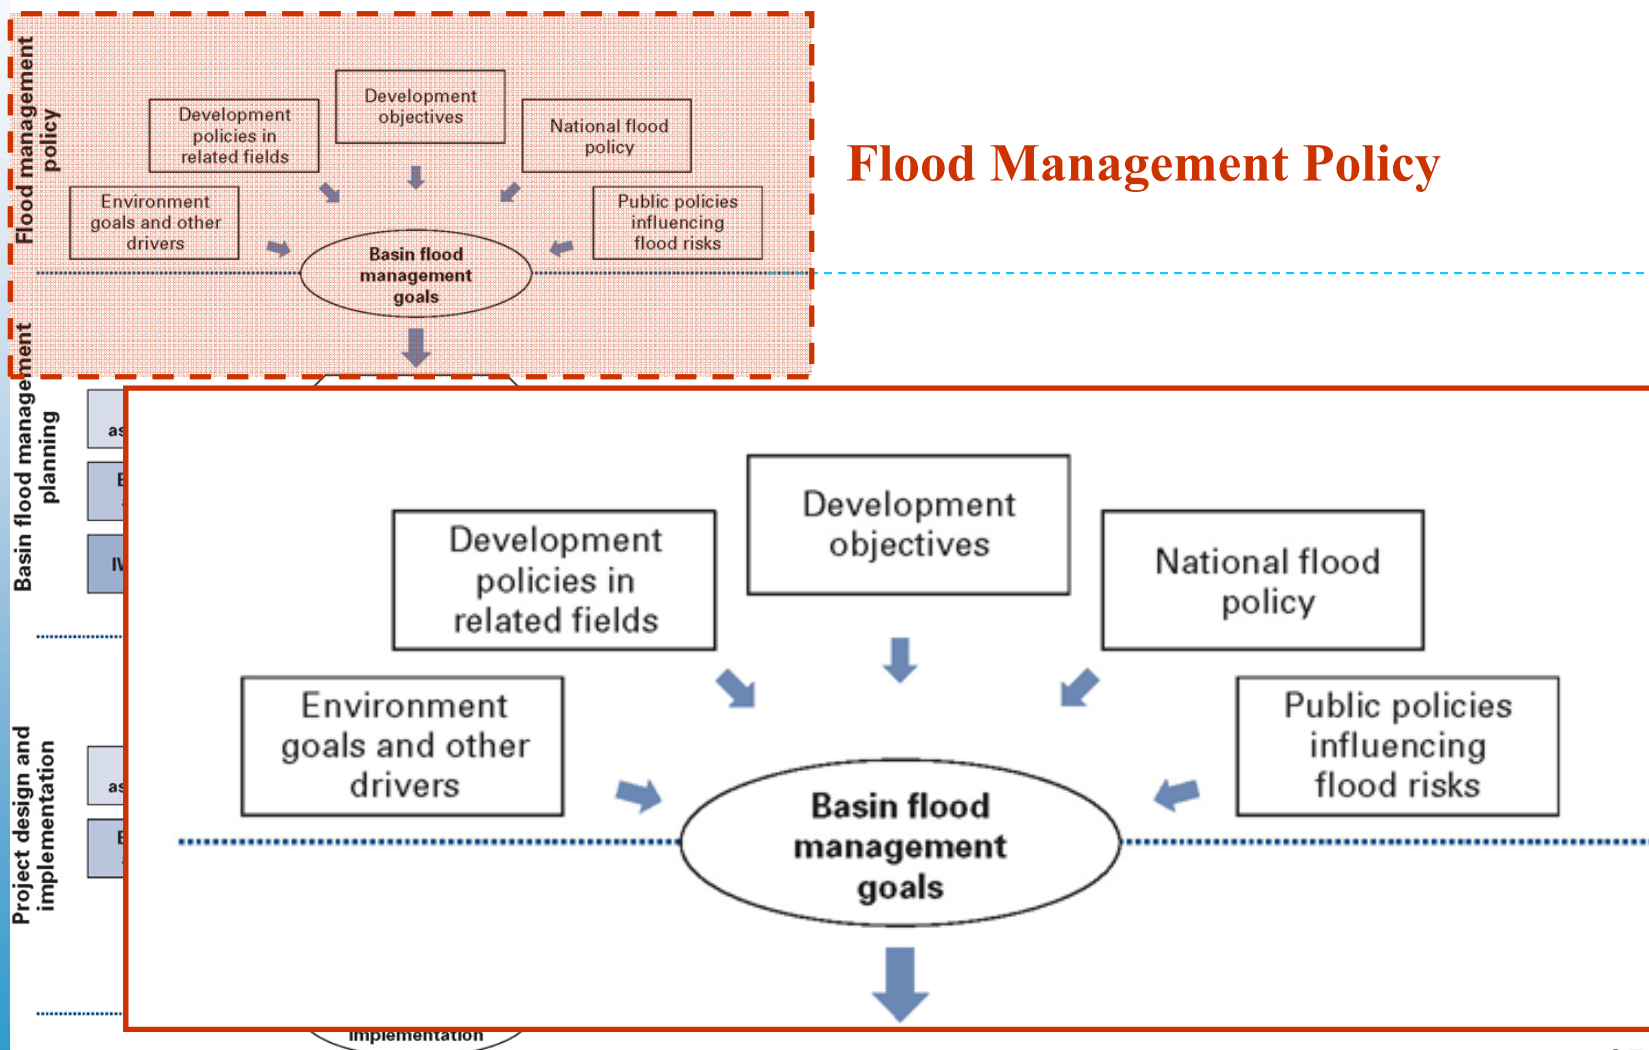 Flood management
policy
Development
objectives
Development
policies in
related fields
National flood
policy
Environment
goals and other
drivers
Public policies
influencing
flood risks
Basin flood
management
goals
Flood Management Policy
Basin flood management
planning
Project design and
implementation
Development
objectives
Development
policies in
related fields
National flood
policy
Environment
goals and other
drivers
Public policies
influencing
flood risks
Basin flood
management
goals
implementation